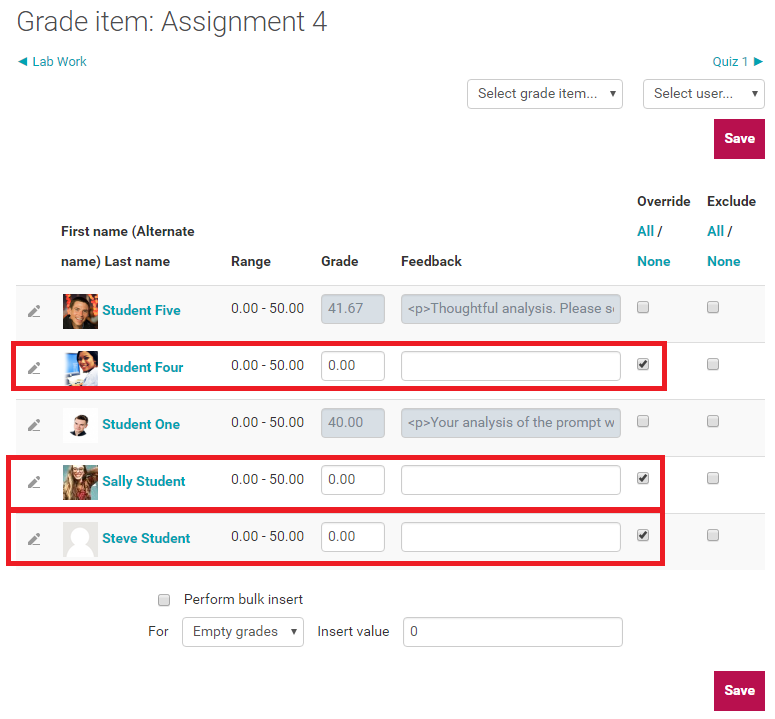 Grade item: Assignment 4
◄ Lab Work
Quiz 1 ►
Select grade item...
Select user...
Save
Override
Exclude
First name (Alternate
All /
All /
name) Last name
Range
Grade
Feedback
None
None
Student Five
0.00 - 50.00
41.67
<p>Thoughtful analysis. Please s
Student Four
0.00 - 50.00
0.00
Student One
0.00 - 50.00
40.00
<p>Your analysis of the prompt w
Sally Student
0.00 - 50.00
0.00
Steve Student
0.00 - 50.00
0.00
Perform bulk insert
For
Empty grades
Insert value
0
Save